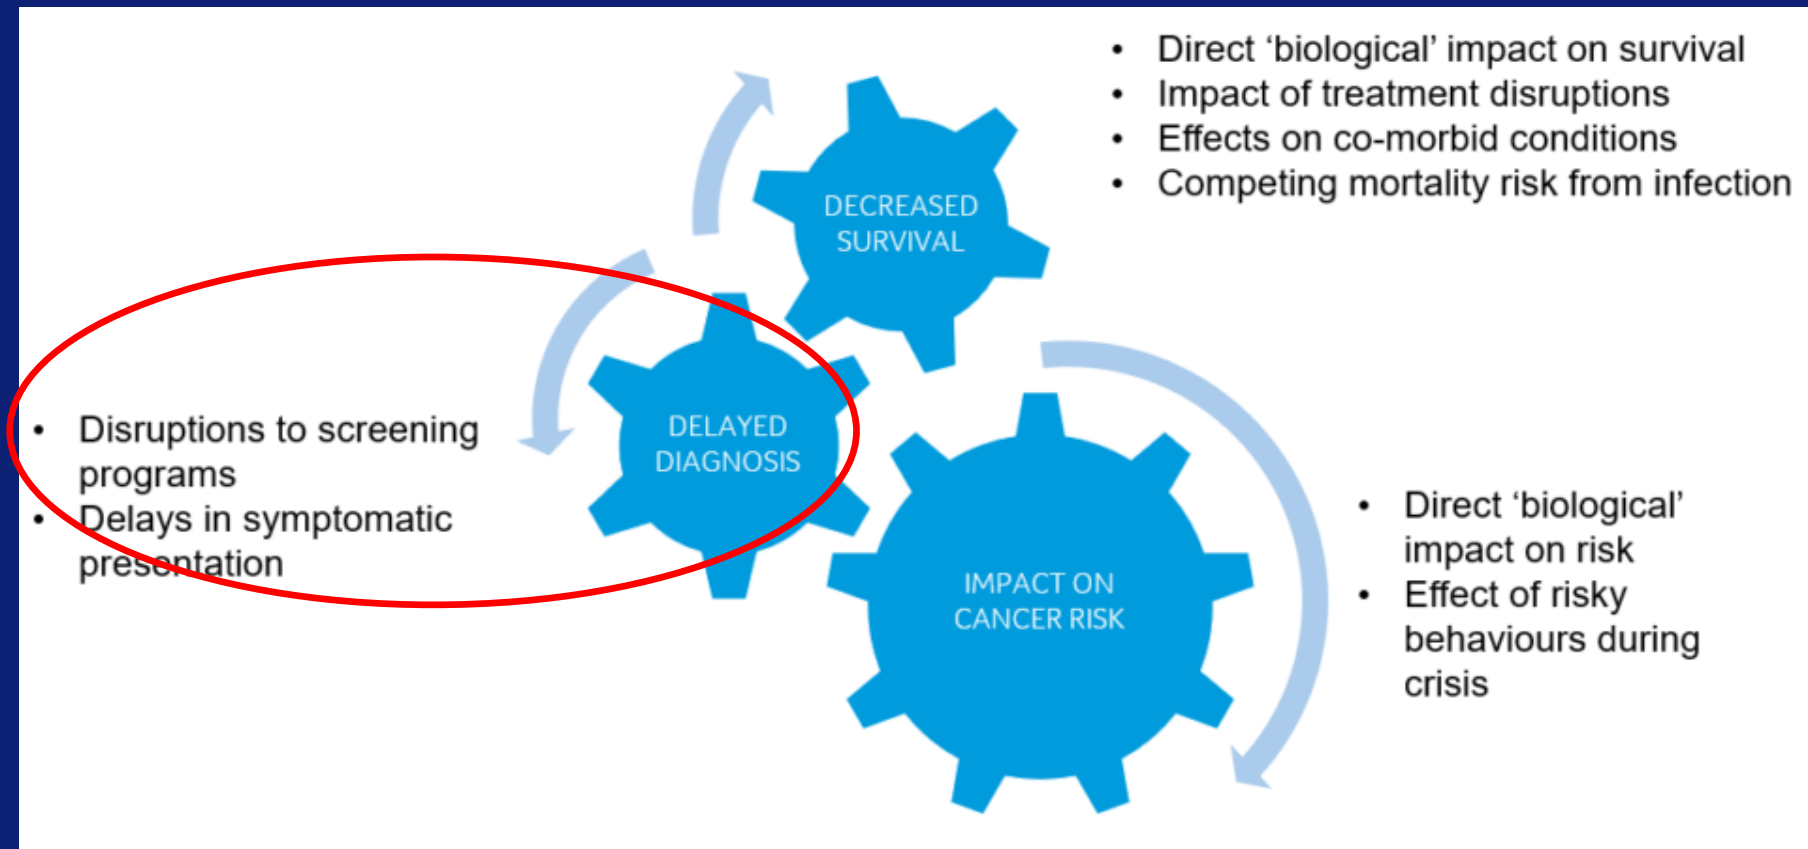 • Direct ‘biological’ impact on survival
• Impact of treatment disruptions
• Effects on co-morbid conditions
• Competing mortality risk from infection
DECREASED
SURVIVAL
• Disruptions to screening
programs
• Delays in symptomatic
presentation
DELAYED
DIAGNOSIS
IMPACT ON
CANCER RISK
• Direct ‘biological’
impact on risk
• Effect of risky
behaviours during
crisis